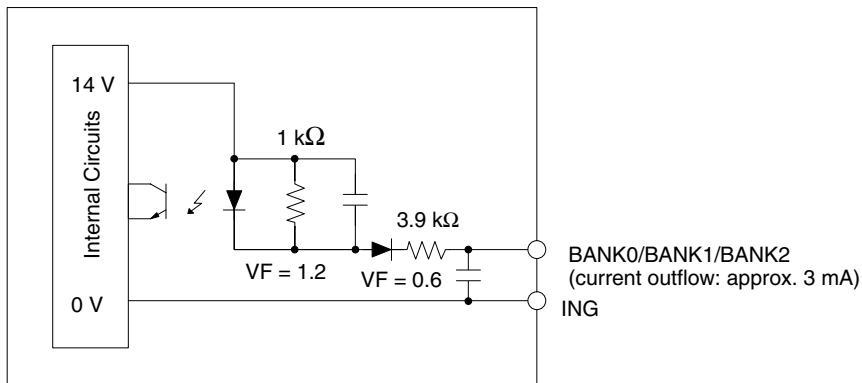 14 V
Internal Circuits
1 kΩ
3.9 kΩ
VF = 1.2
VF = 0.6
BANK0/BANK1/BANK2
(current outflow: approx. 3 mA)
0 V
ING